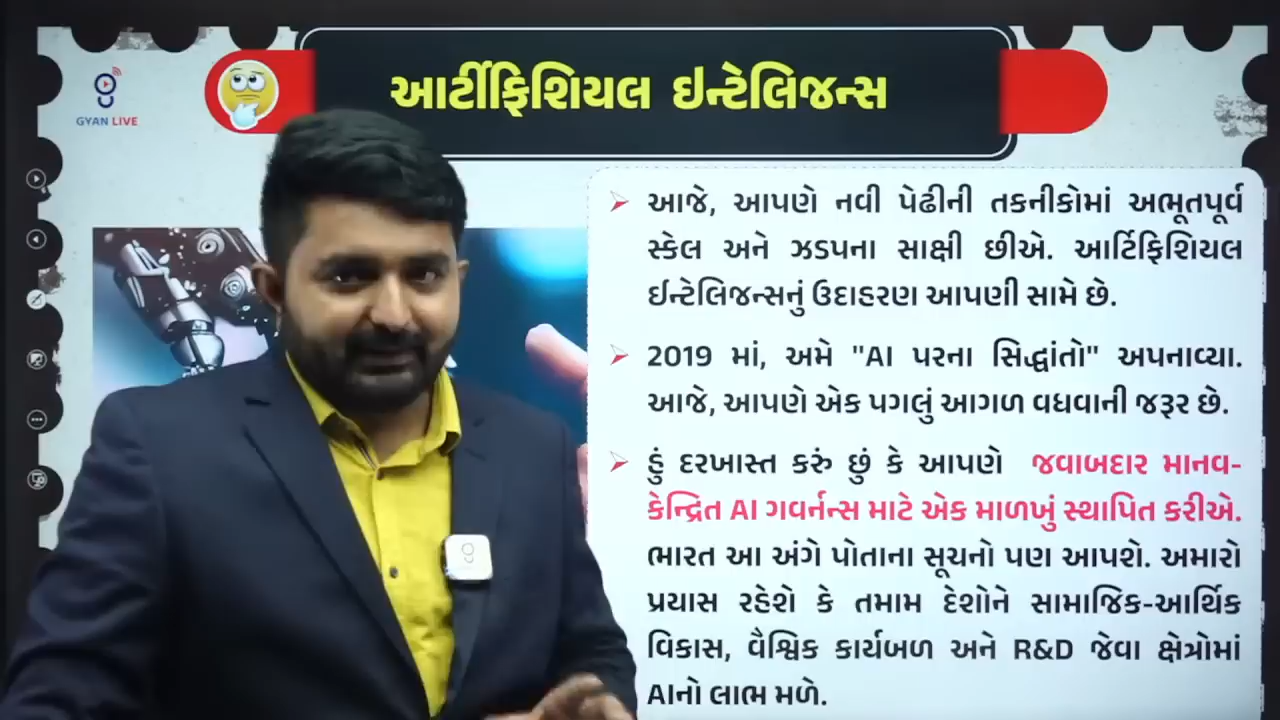 GYAN LIVE
આર્ટીફિશિયલ ઇન્ટેલિજન્સ
આજે, આપણે નવી પેઢીની તકનીકોમાં અભૂતપૂર્વ
સ્કેલ અને ઝડપના સાક્ષી છીએ. આર્ટિફિશિયલ
ઈન્ટેલિજન્સનું ઉદાહરણ આપણી સામે છે.
2019 માં, અમે "AI પરના સિદ્ધાંતો" અપનાવ્યા.
આજે, આપણે એક પગલું આગળ વધવાની જરૂર છે.
હું દરખાસ્ત કરું છું કે આપણે જવાબદાર માનવ-
કેન્દ્રિત AI ગવર્નન્સ માટે એક માળખું સ્થાપિત કરીએ.
ભારત આ અંગે પોતાના સૂચનો પણ આપશે. અમારો
પ્રયાસ રહેશે કે તમામ દેશોને સામાજિક-આર્થિક
વિકાસ, વૈશ્વિક કાર્યબળ અને R&D જેવા ક્ષેત્રોમાં
AIનો લાભ મળે.